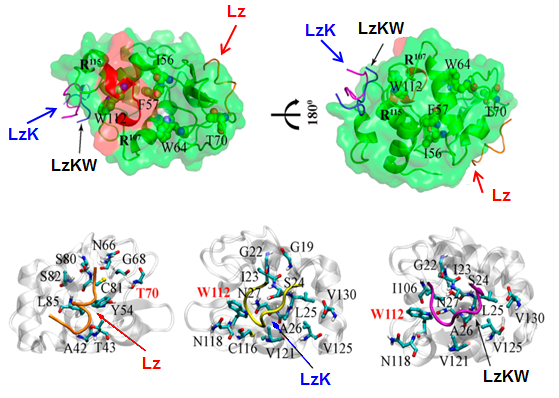 Lz
R¹¹⁵
I56
F57
W112
R¹⁰⁷
W64
T70
LzK
LzKW
180°
LzK
LzKW
R¹⁰⁷
W64
W112
R¹¹⁵
F57
T70
I56
Lz
N66
S80
G68
S82
C81
T70
L85
Y54
A42
T43
Lz
G22
G19
I23
S24
W112
N27
L25
V130
A26
N118
C116
V121
V125
LzK
G22
I23
S24
I106
N27
L25
W112
V130
A26
V125
N118
V121
LzKW